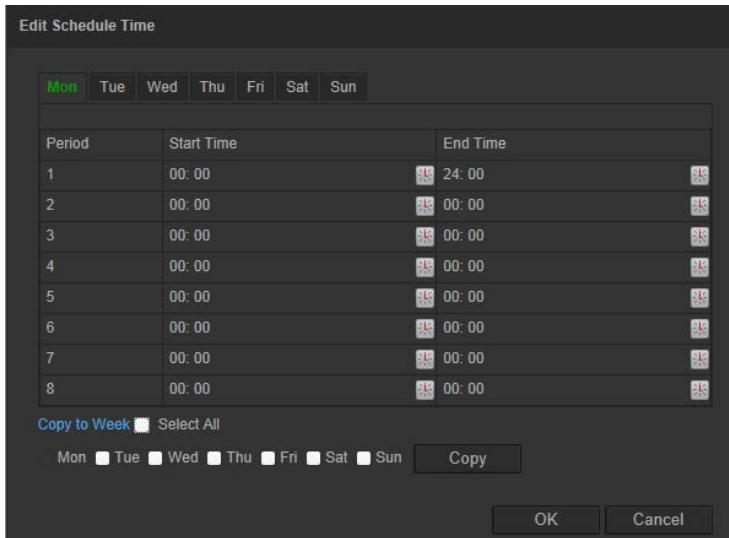 Edit Schedule Time
Mon Tue Wed Thu Fri Sat Sun
Period Start Time End Time
1 00: 00 24: 00
2 00: 00 00: 00
3 00: 00 00: 00
4 00: 00 00: 00
5 00: 00 00: 00
6 00: 00 00: 00
7 00: 00 00: 00
8 00: 00 00: 00
Copy to Week Select All
Mon Tue Wed Thu Fri Sat Sun Copy
OK Cancel